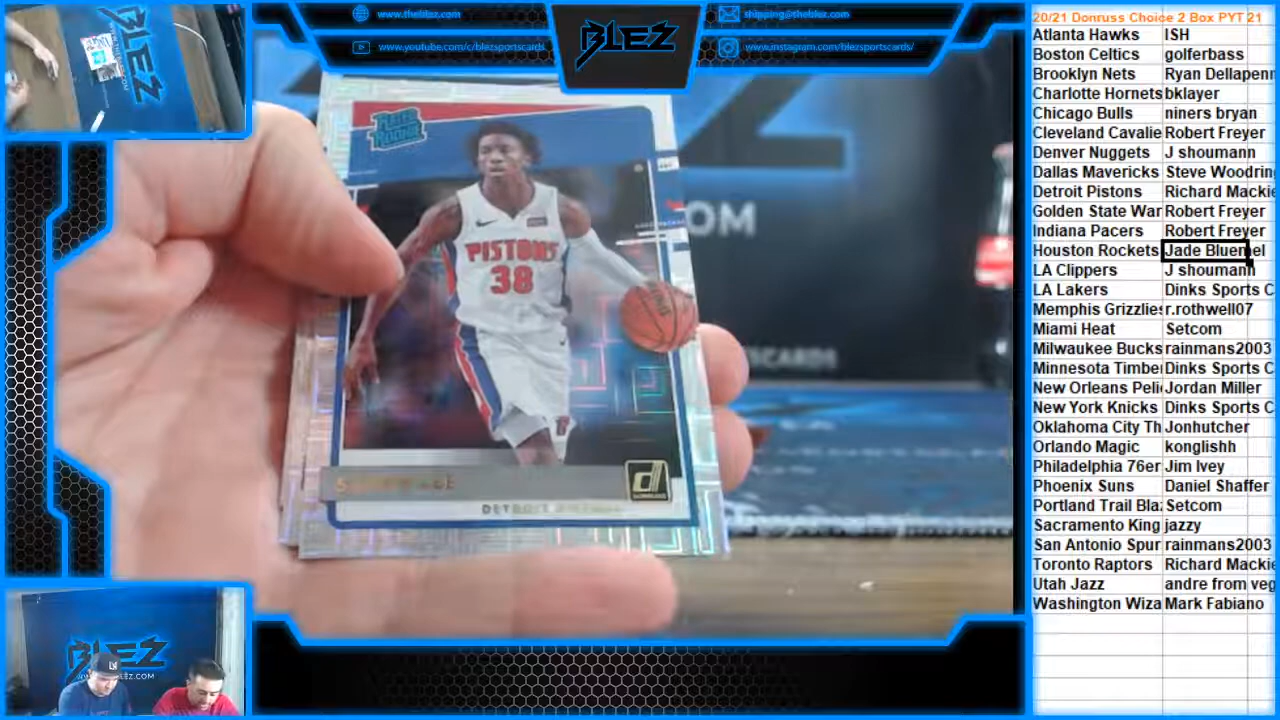 www.theblez.com
shipping@theblez.com
www.youtube.com/c/blezsportscards
www.instagram.com/blezsportscards/
BLEZ
RATED ROOKIE
PISTONS
38
DETROIT
.COM
BLEZ
.COM
20/21 Donruss Choice 2 Box PYT 21
Atlanta Hawks ISH
Boston Celtics golferbass
Brooklyn Nets Ryan Dellapenn
Charlotte Hornets bklayer
Chicago Bulls niners bryan
Cleveland Cavalie Robert Freyer
Denver Nuggets J shoumann
Dallas Mavericks Steve Woodring
Detroit Pistons Richard Mackie
Golden State War Robert Freyer
Indiana Pacers Robert Freyer
Houston Rockets Jade Bluemel
LA Clippers J shoumann
LA Lakers Dinks Sports C
Memphis Grizzlies r.rothwell07
Miami Heat Setcom
Milwaukee Bucks rainmans2003
Minnesota Timbe Dinks Sports C
New Orleans Peli Jordan Miller
New York Knicks Dinks Sports C
Oklahoma City Th Jonhutcher
Orlando Magic konglishh
Philadelphia 76er Jim Ivey
Phoenix Suns Daniel Shaffer
Portland Trail Bla Setcom
Sacramento King jazzy
San Antonio Spur rainmans2003
Toronto Raptors Richard Mackie
Utah Jazz andre from veg
Washington Wiza Mark Fabiano